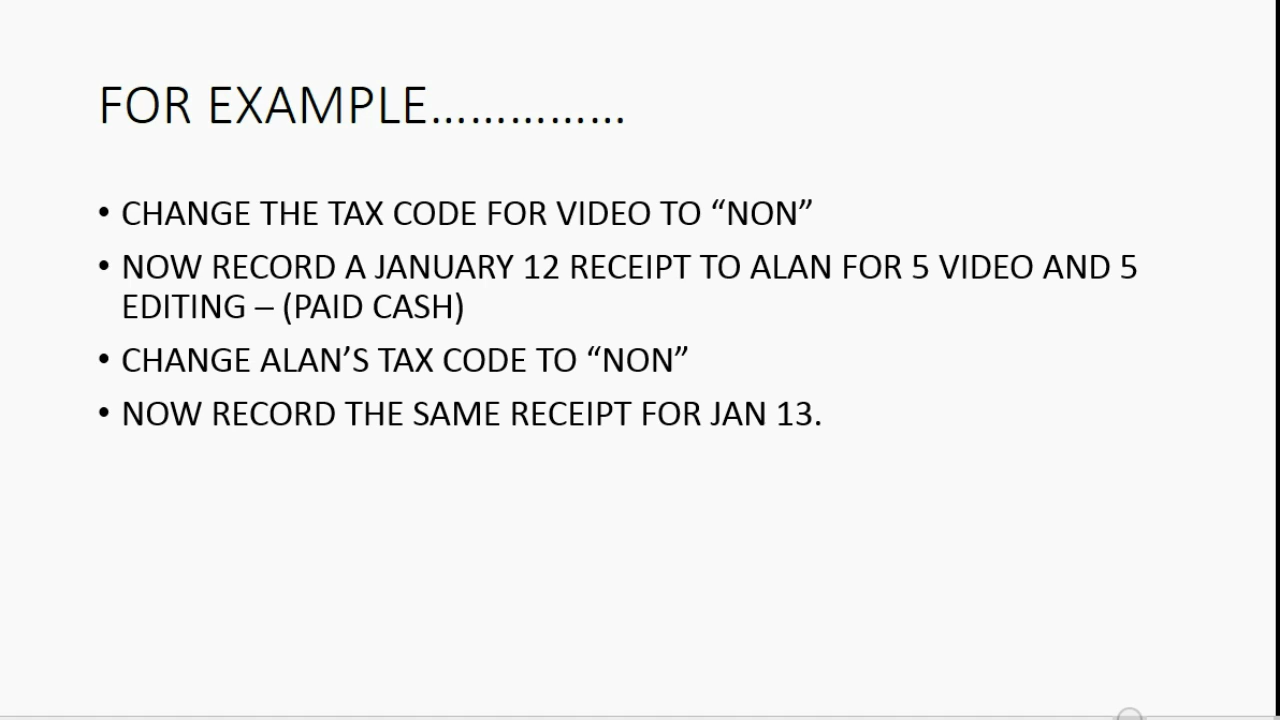 FOR EXAMPLE……………
• CHANGE THE TAX CODE FOR VIDEO TO “NON”
• NOW RECORD A JANUARY 12 RECEIPT TO ALAN FOR 5 VIDEO AND 5
EDITING – (PAID CASH)
• CHANGE ALAN’S TAX CODE TO “NON”
• NOW RECORD THE SAME RECEIPT FOR JAN 13.